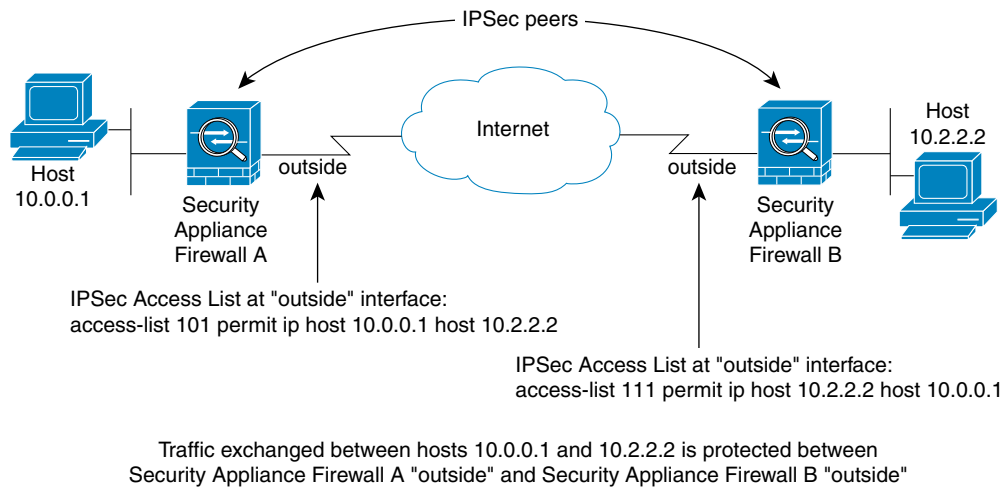 IPSec peers
Host
10.0.0.1
Security
Appliance
Firewall A
outside
Internet
outside
Security
Appliance
Firewall B
Host
10.2.2.2
IPSec Access List at "outside" interface:
access-list 101 permit ip host 10.0.0.1 host 10.2.2.2
IPSec Access List at "outside" interface:
access-list 111 permit ip host 10.2.2.2 host 10.0.0.1
Traffic exchanged between hosts 10.0.0.1 and 10.2.2.2 is protected between
Security Appliance Firewall A "outside" and Security Appliance Firewall B "outside"